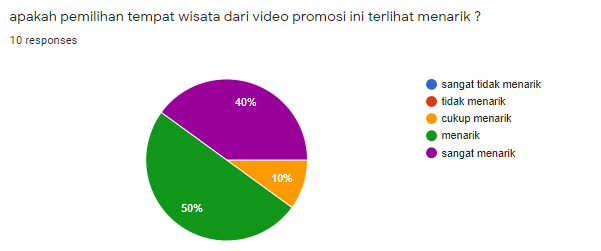 apakah pemilihan tempat wisata dari video promosi ini terlihat menarik ?
10 responses
40%
10%
50%
sangat tidak menarik
tidak menarik
cukup menarik
menarik
sangat menarik